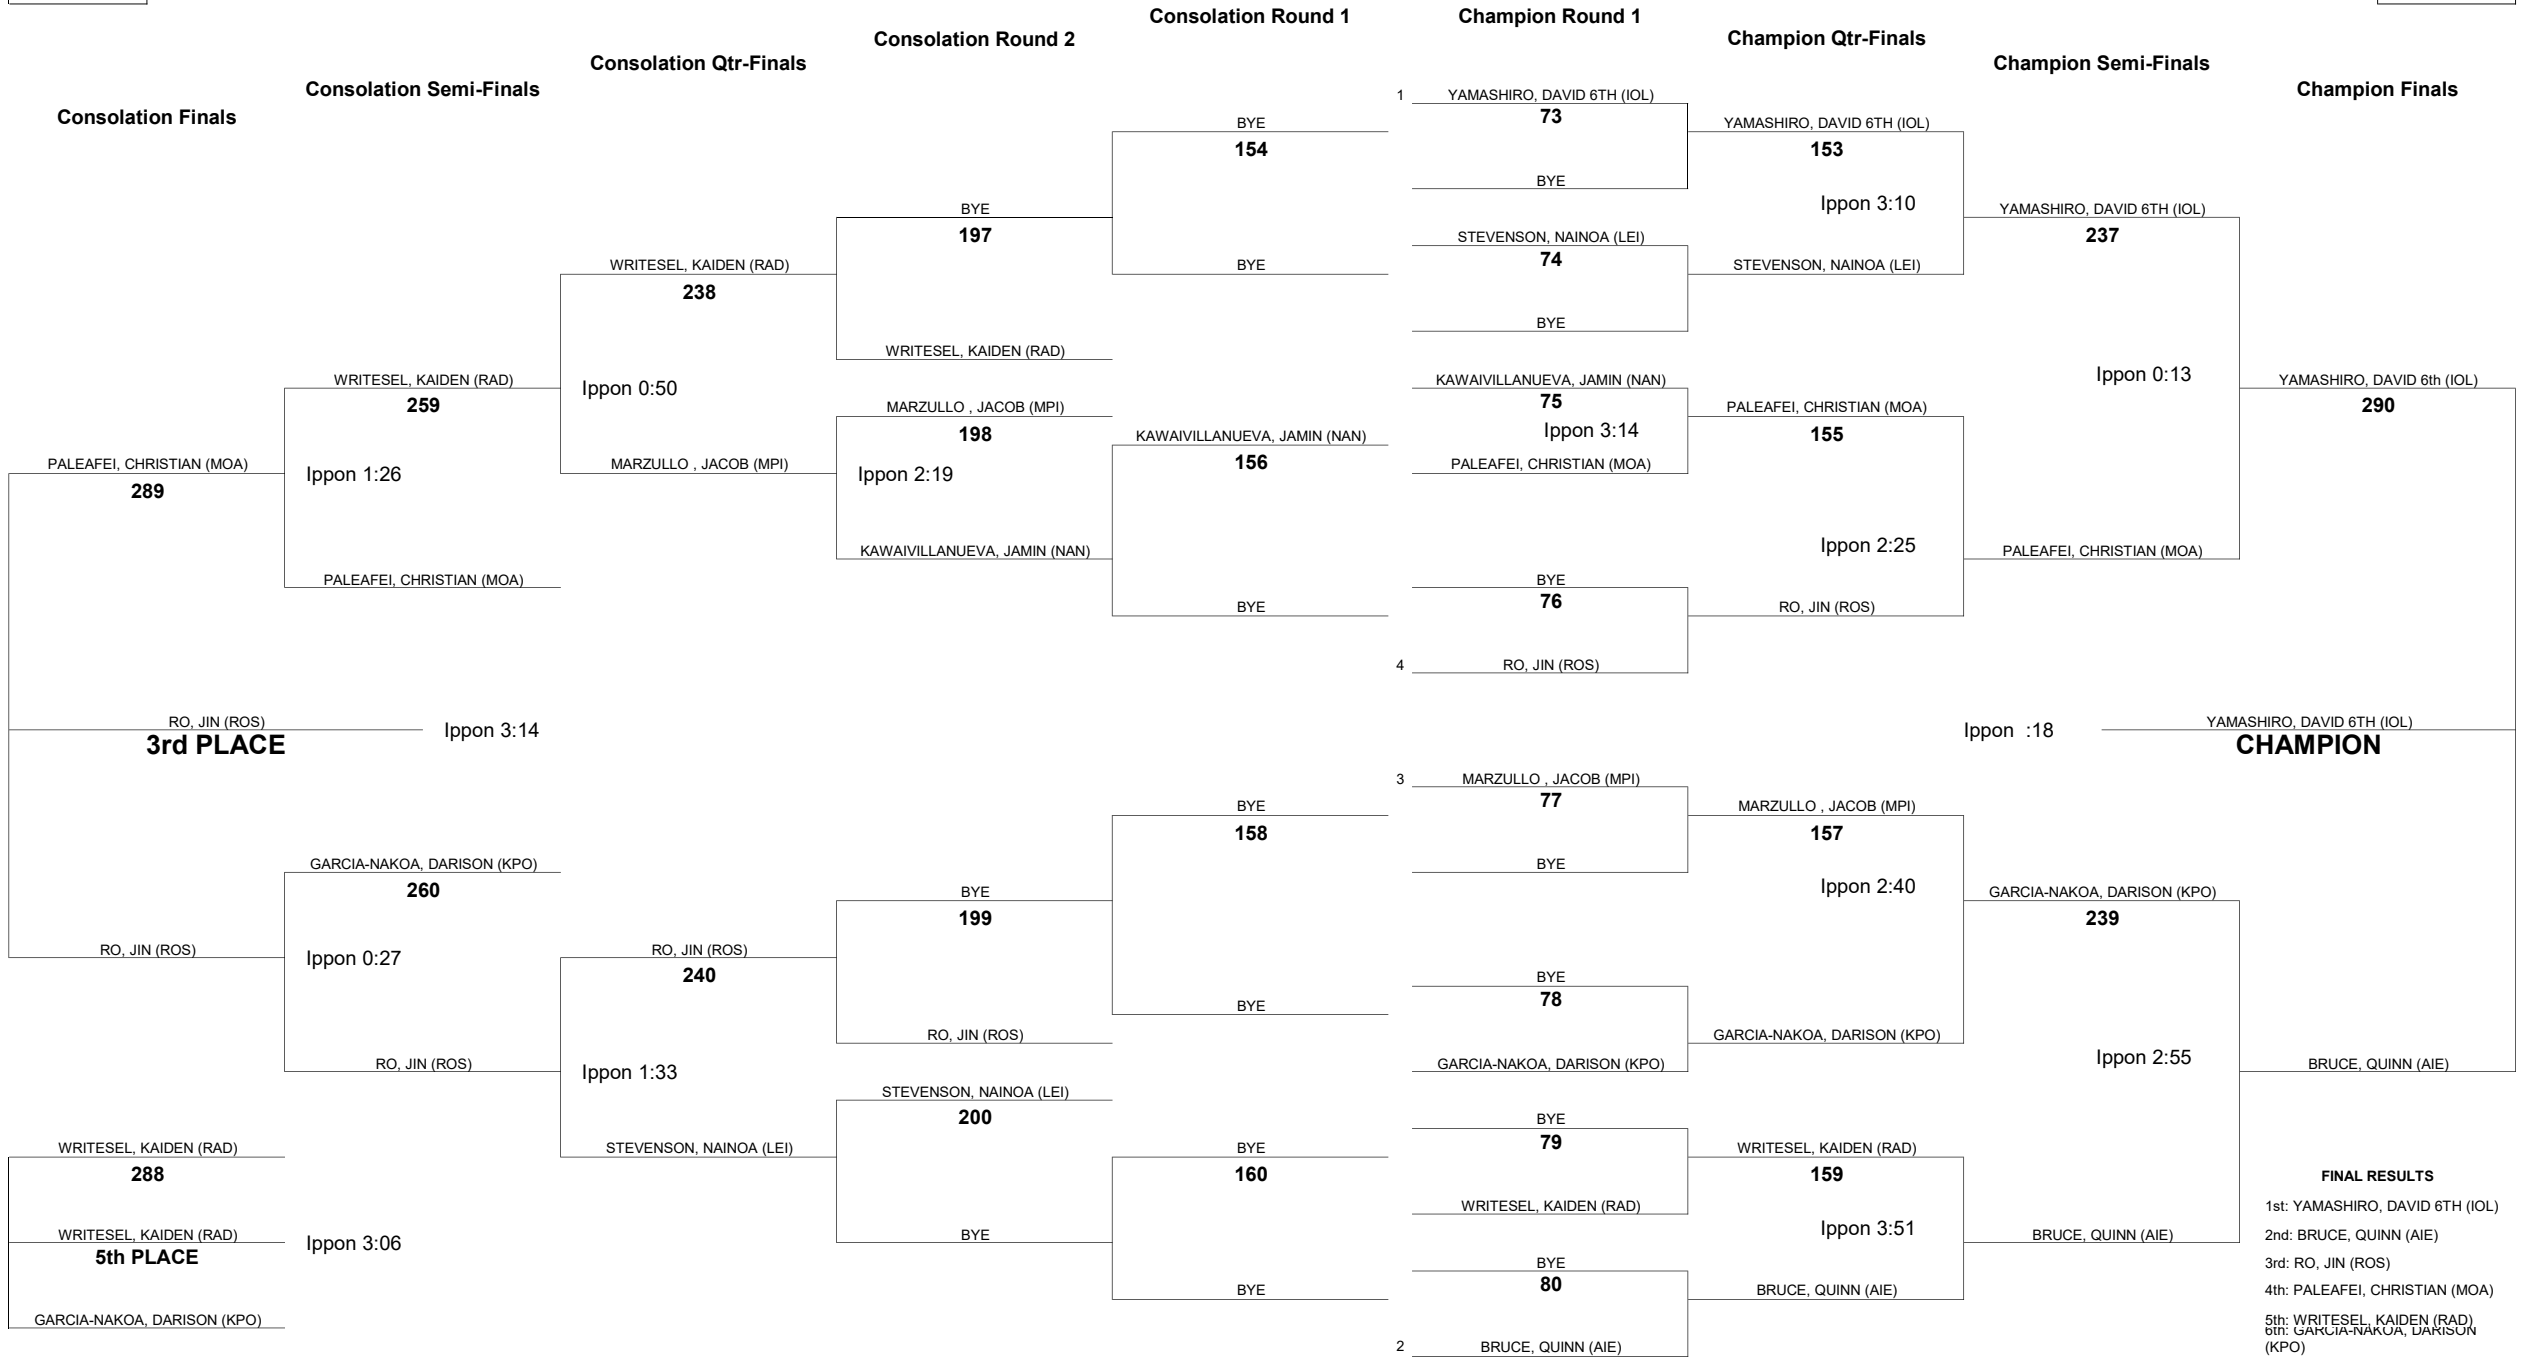 Consolation Finals
Consolation Semi-Finals
Consolation Qtr-Finals
Consolation Round 2
Consolation Round 1
Champion Round 1
Champion Qtr-Finals
Champion Semi-Finals
Champion Finals
PALEAFEI, CHRISTIAN (MOA)
289
RO, JIN (ROS)
3rd PLACE
Ippon 3:14
RO, JIN (ROS)
WRITESEL, KAIDEN (RAD)
288
WRITESEL, KAIDEN (RAD)
5th PLACE
Ippon 3:06
GARCIA-NAKOA, DARISON (KPO)
WRITESEL, KAIDEN (RAD)
259
Ippon 1:26
PALEAFEI, CHRISTIAN (MOA)
GARCIA-NAKOA, DARISON (KPO)
260
Ippon 0:27
RO, JIN (ROS)
WRITESEL, KAIDEN (RAD)
238
Ippon 0:50
MARZULLO , JACOB (MPI)
RO, JIN (ROS)
240
Ippon 1:33
STEVENSON, NAINOA (LEI)
BYE
197
WRITESEL, KAIDEN (RAD)
MARZULLO , JACOB (MPI)
198
Ippon 2:19
KAWAIVILLANUEVA, JAMIN (NAN)
BYE
199
RO, JIN (ROS)
STEVENSON, NAINOA (LEI)
200
BYE
BYE
154
BYE
KAWAIVILLANUEVA, JAMIN (NAN)
156
BYE
BYE
158
BYE
BYE
160
BYE
1 YAMASHIRO, DAVID 6TH (IOL)
73
BYE
STEVENSON, NAINOA (LEI)
74
BYE
KAWAIVILLANUEVA, JAMIN (NAN)
75
Ippon 3:14
PALEAFEI, CHRISTIAN (MOA)
BYE
76
4 RO, JIN (ROS)
3 MARZULLO , JACOB (MPI)
77
BYE
BYE
78
GARCIA-NAKOA, DARISON (KPO)
BYE
79
WRITESEL, KAIDEN (RAD)
BYE
80
2 BRUCE, QUINN (AIE)
YAMASHIRO, DAVID 6TH (IOL)
153
Ippon 3:10
STEVENSON, NAINOA (LEI)
PALEAFEI, CHRISTIAN (MOA)
155
Ippon 2:25
RO, JIN (ROS)
MARZULLO , JACOB (MPI)
157
Ippon 2:40
GARCIA-NAKOA, DARISON (KPO)
WRITESEL, KAIDEN (RAD)
159
Ippon 3:51
BRUCE, QUINN (AIE)
YAMASHIRO, DAVID 6TH (IOL)
237
Ippon 0:13
PALEAFEI, CHRISTIAN (MOA)
GARCIA-NAKOA, DARISON (KPO)
239
Ippon 2:55
BRUCE, QUINN (AIE)
YAMASHIRO, DAVID 6th (IOL)
290
Ippon :18
YAMASHIRO, DAVID 6TH (IOL)
CHAMPION
BRUCE, QUINN (AIE)
FINAL RESULTS
1st: YAMASHIRO, DAVID 6TH (IOL)
2nd: BRUCE, QUINN (AIE)
3rd: RO, JIN (ROS)
4th: PALEAFEI, CHRISTIAN (MOA)
5th: WRITESEL, KAIDEN (RAD)
6th: GARCIA-NAKOA, DARISON
(KPO)